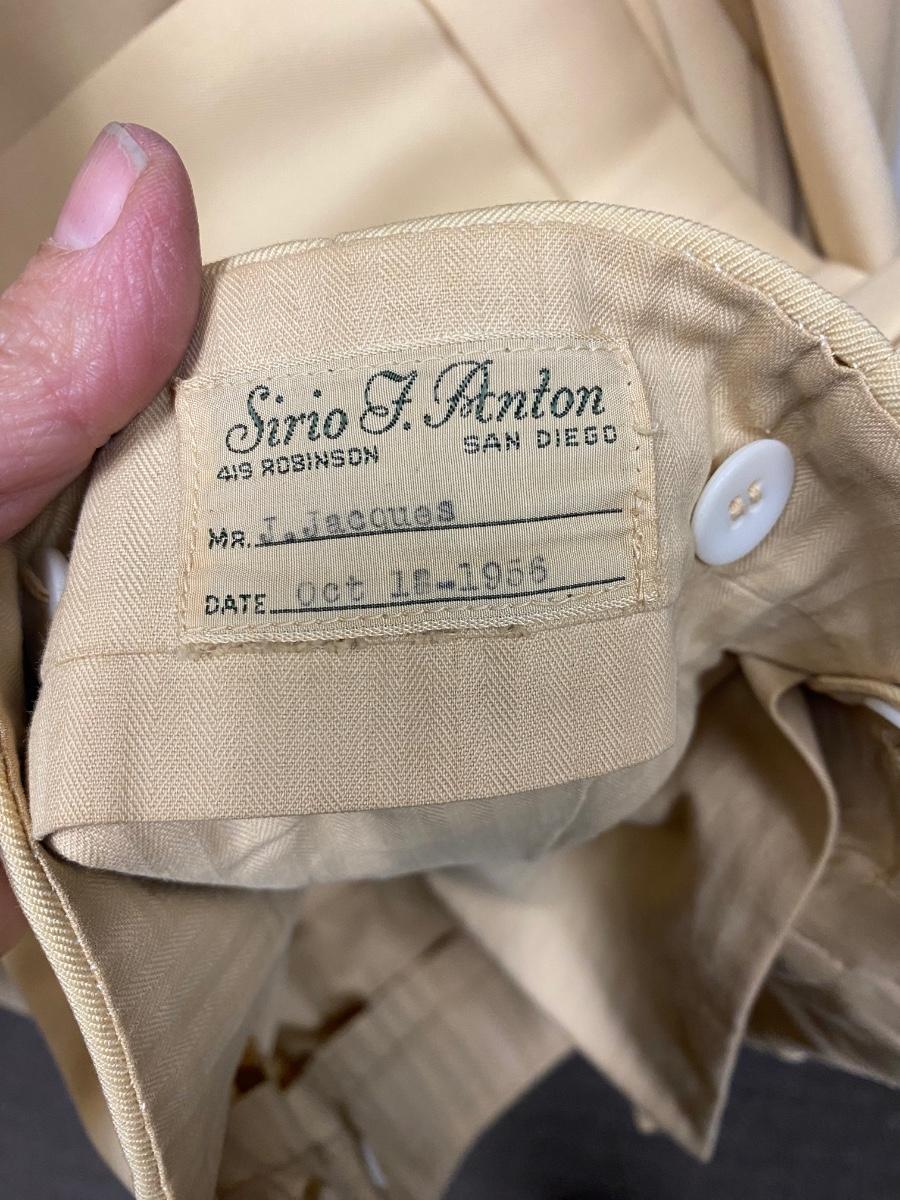 Sirio J. Anton
419 ROBINSON SAN DIEGO
MR. J. Jacques
DATE Oct 18-1956